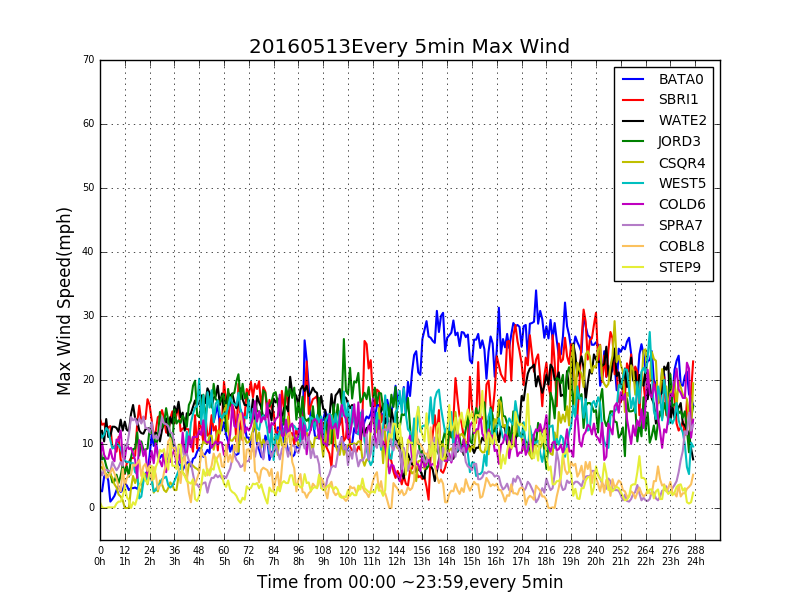 20160513Every 5min Max Wind
70
60
50
40
30
20
10
0
Max Wind Speed(mph)
BATA0
SBRI1
WATE2
JORD3
CSQR4
WEST5
COLD6
SPRA7
COBL8
STEP9
0 12 24 36 48 60 72 84 96 108 120 132 144 156 168 180 192 204 216 228 240 252 264 276 288
0h 1h 2h 3h 4h 5h 6h 7h 8h 9h 10h 11h 12h 13h 14h 15h 16h 17h 18h 19h 20h 21h 22h 23h 24h
Time from 00:00 ~23:59,every 5min